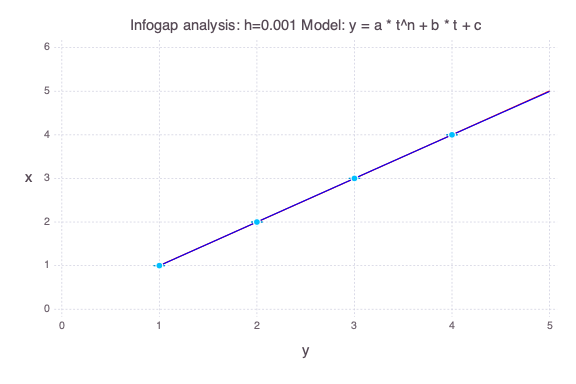 Infogap analysis: h=0.001 Model: y = a * t^n + b * t + c
6
5
4
x 3
2
1
0
0 1 2 3 4 5
y